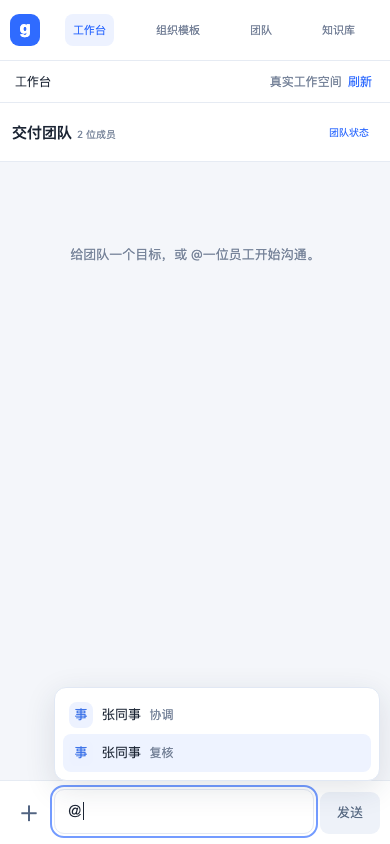 g 工作台 组织模板 团队 知识库
工作台 真实工作空间 刷新
交付团队 2 位成员 团队状态
给团队一个目标，或 @一位员工开始沟通。
事 张同事 协调
事 张同事 复核
@ 发送